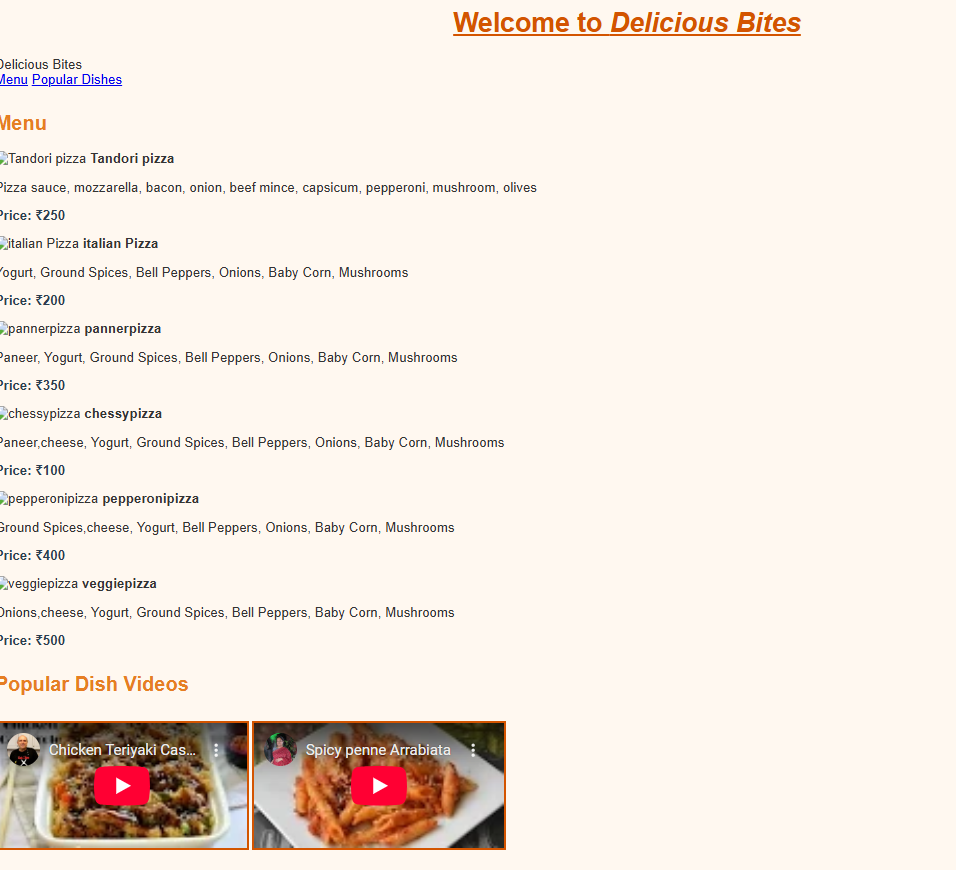 Welcome to Delicious Bites
Delicious Bites
Menu Popular Dishes
Menu
Tandori pizza Tandori pizza
Pizza sauce, mozzarella, bacon, onion, beef mince, capsicum, pepperoni, mushroom, olives
Price: ₹250
italian Pizza italian Pizza
Yogurt, Ground Spices, Bell Peppers, Onions, Baby Corn, Mushrooms
Price: ₹200
pannerpizza pannerpizza
Paneer, Yogurt, Ground Spices, Bell Peppers, Onions, Baby Corn, Mushrooms
Price: ₹350
chessypizza chessypizza
Paneer,cheese, Yogurt, Ground Spices, Bell Peppers, Onions, Baby Corn, Mushrooms
Price: ₹100
pepperonipizza pepperonipizza
Ground Spices,cheese, Yogurt, Bell Peppers, Onions, Baby Corn, Mushrooms
Price: ₹400
veggiepizza veggiepizza
Onions,cheese, Yogurt, Ground Spices, Bell Peppers, Baby Corn, Mushrooms
Price: ₹500
Popular Dish Videos
Chicken Teriyaki Cas... Spicy penne Arrabiata